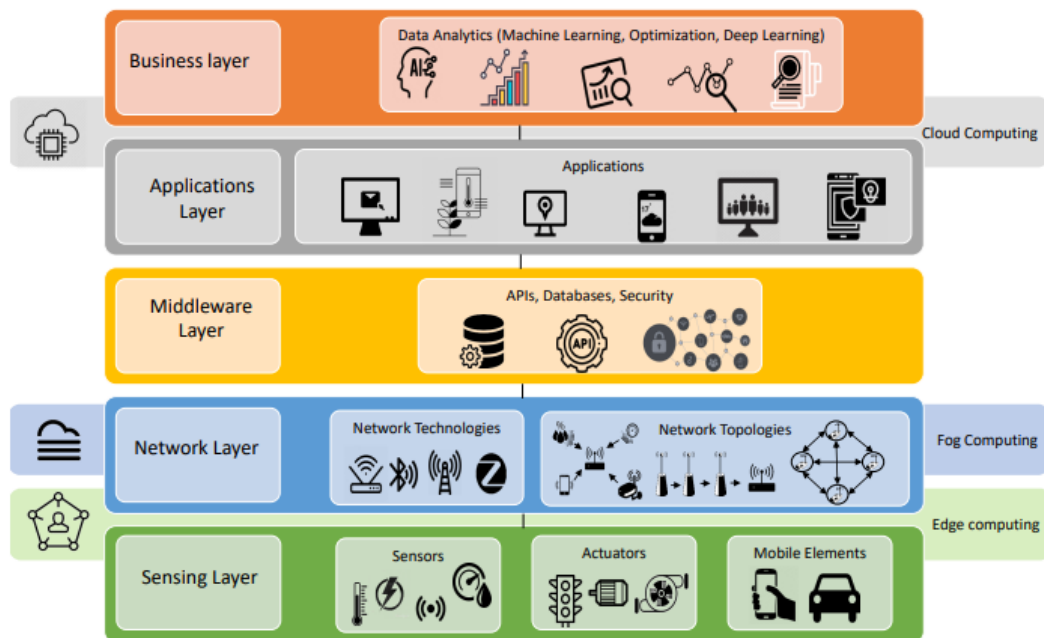 Business layer
Data Analytics (Machine Learning, Optimization, Deep Learning)
AI
Cloud Computing
Applications
Layer
Applications
17°
Middleware
Layer
APIs, Databases, Security
API
Network Layer
Network Technologies
Z
Network Topologies
Fog Computing
Edge computing
Sensing Layer
Sensors
Actuators
Mobile Elements